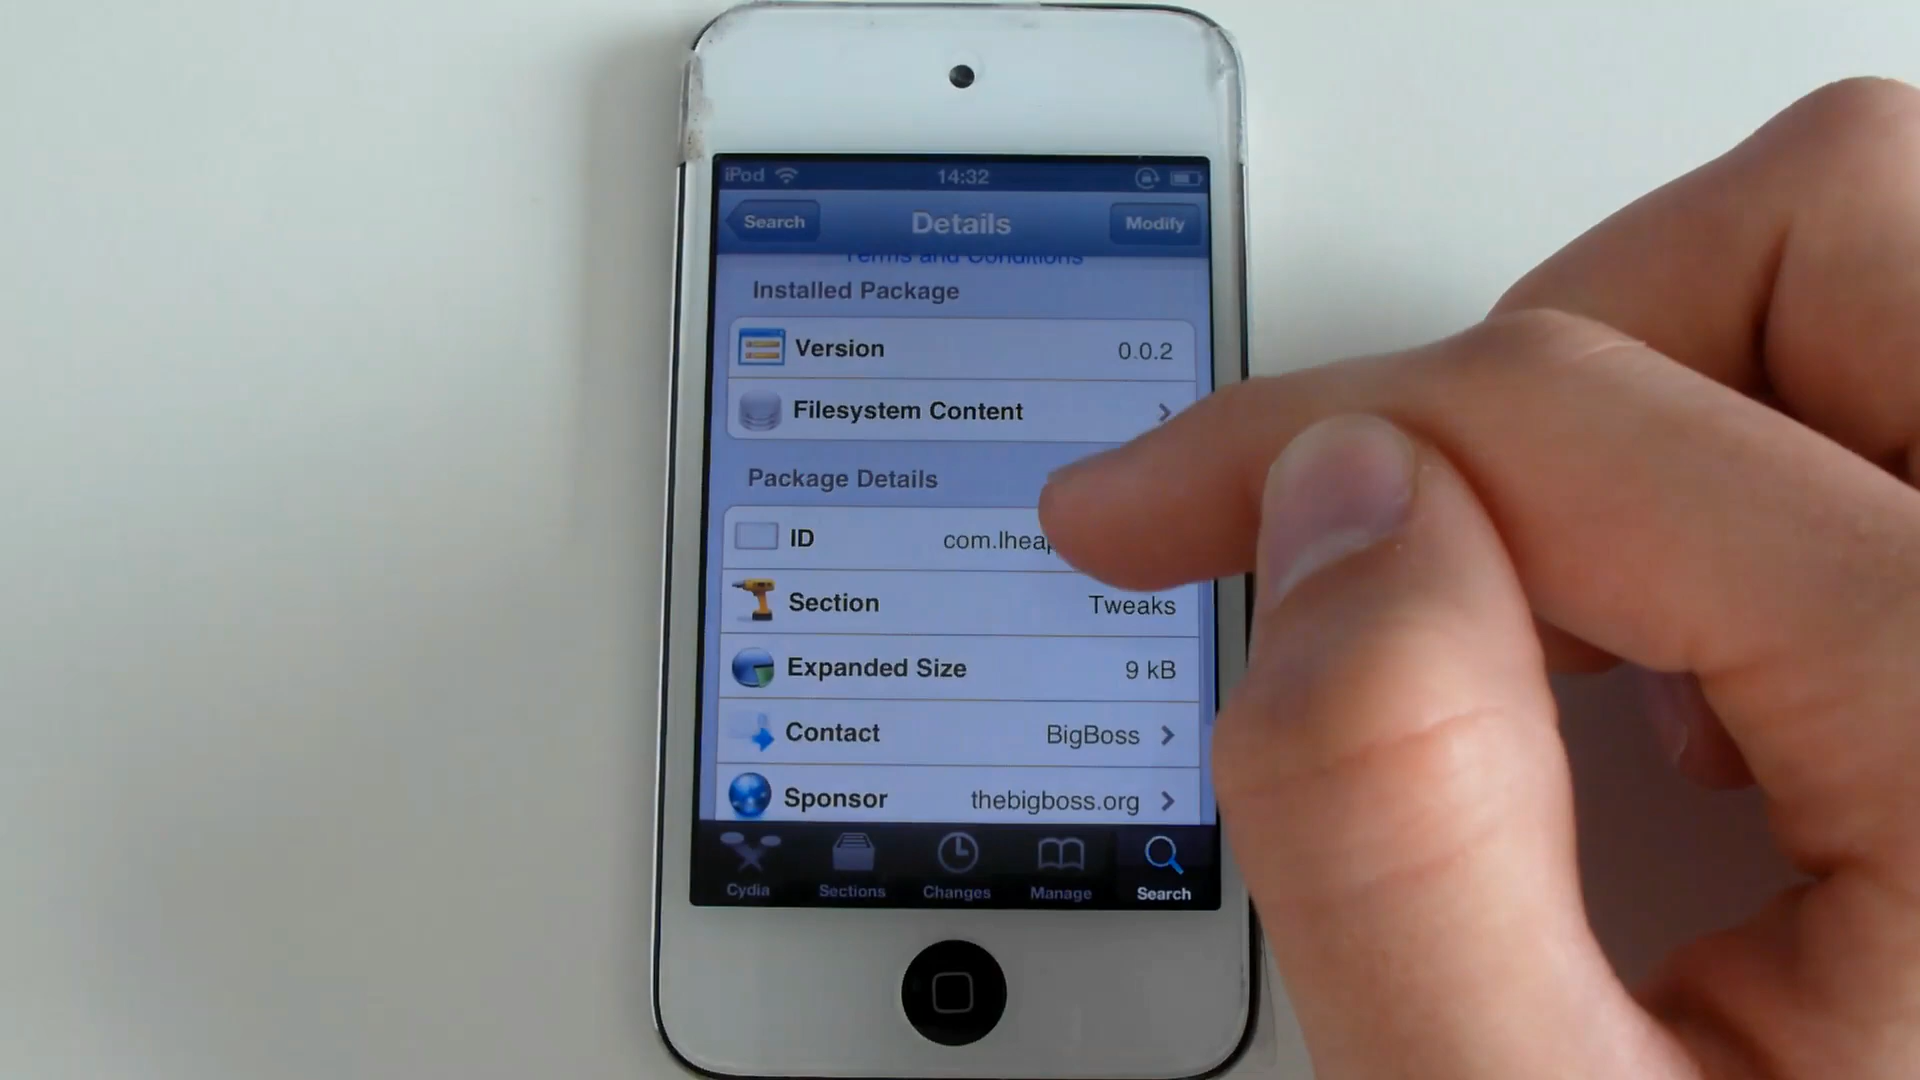 iPod 14:32
Search Details Modify
Terms and Conditions
Installed Package
Version 0.0.2
Filesystem Content
Package Details
ID com.lhea
Section Tweaks
Expanded Size 9 kB
Contact BigBoss
Sponsor thebigboss.org
Cydia Sections Changes Manage Search